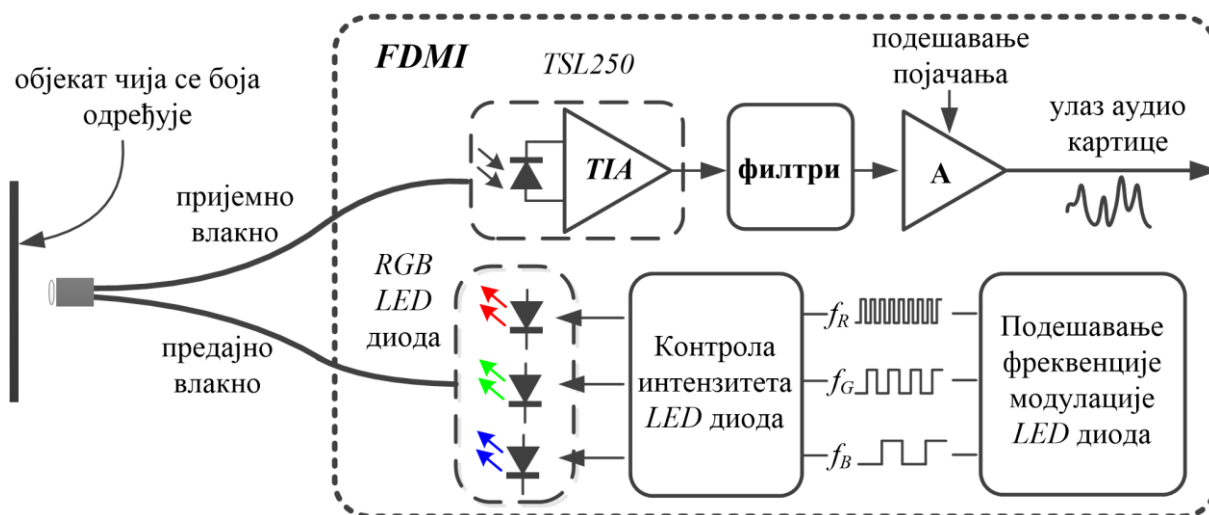 објекат чија се боја
одређује
FDMI
TSL250
подешавање
појачања
улаз аудио
картице
TIA
филтри
А
пријемно
влакно
RGB
LED
диода
предајно
влакно
Контрола
интензитета
LED диода
fR
fG
fB
Подешавање
фреквенције
модулације
LED диода